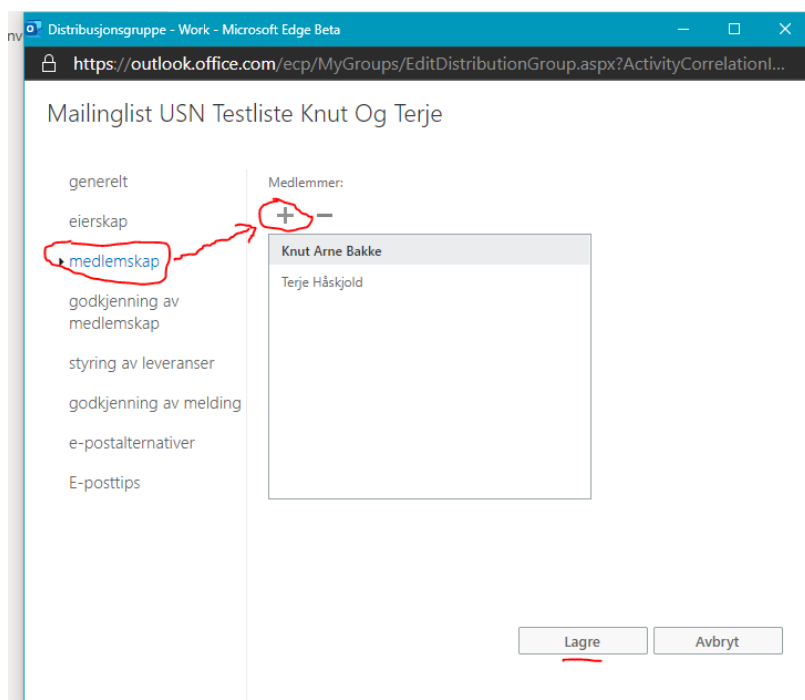 nv
Distribusjonsgruppe - Work - Microsoft Edge Beta
https://outlook.office.com/ecp/MyGroups/EditDistributionGroup.aspx?ActivityCorrelationI...
Mailinglist USN Testliste Knut Og Terje
generelt
eierskap
medlemskap
godkjenning av
medlemskap
styring av leveranser
godkjenning av melding
e-postalternativer
E-posttips
Medlemmer:
Knut Arne Bakke
Terje Håskjold
Lagre
Avbryt